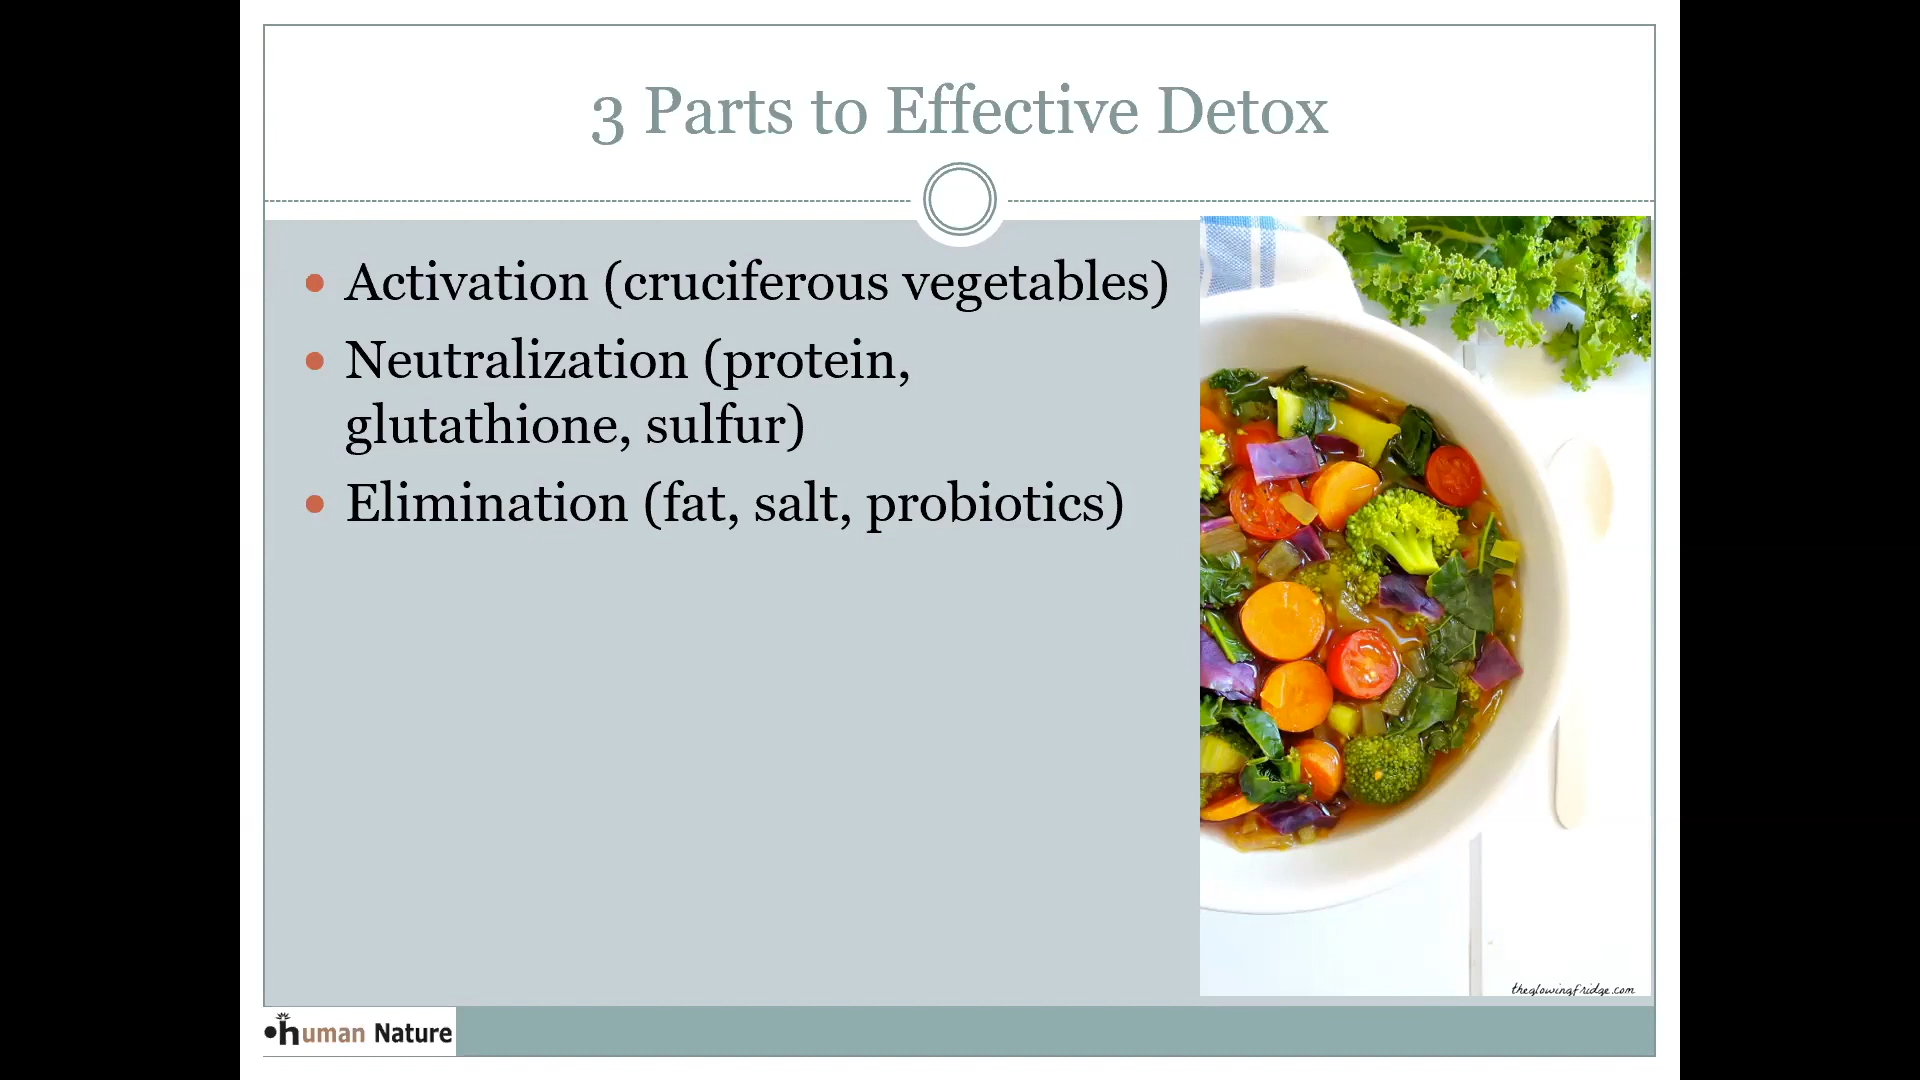 3 Parts to Effective Detox
• Activation (cruciferous vegetables)
• Neutralization (protein,
glutathione, sulfur)
• Elimination (fat, salt, probiotics)
theglowingfridge.com
human Nature